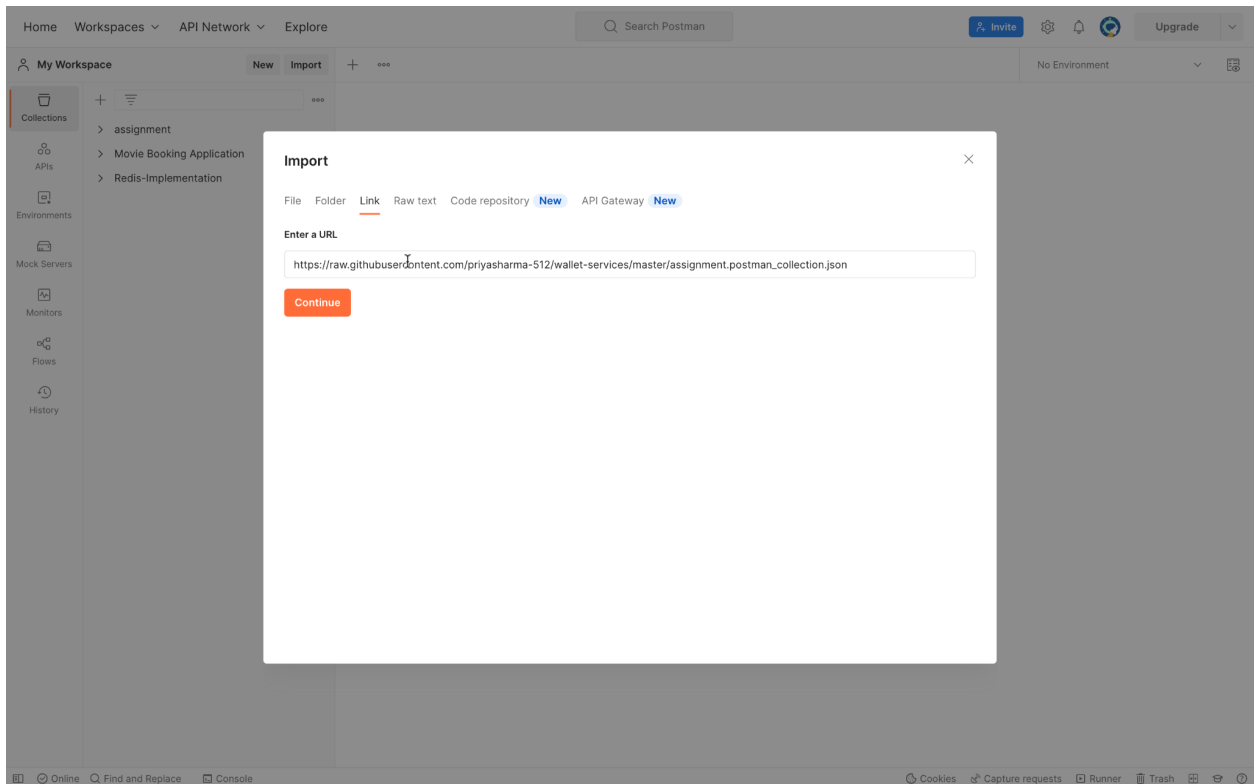 Home Workspaces API Network Explore Search Postman Invite Upgrade
My Workspace New Import No Environment
Collections
APIs
Environments
Mock Servers
Monitors
Flows
History
assignment
Movie Booking Application
Redis-Implementation
Import
File Folder Link Raw text Code repository New API Gateway New
Enter a URL
https://raw.githubusercontent.com/priyasharma-512/wallet-services/master/assignment.postman_collection.json
Continue
Online Find and Replace Console Cookies Capture requests Runner Trash